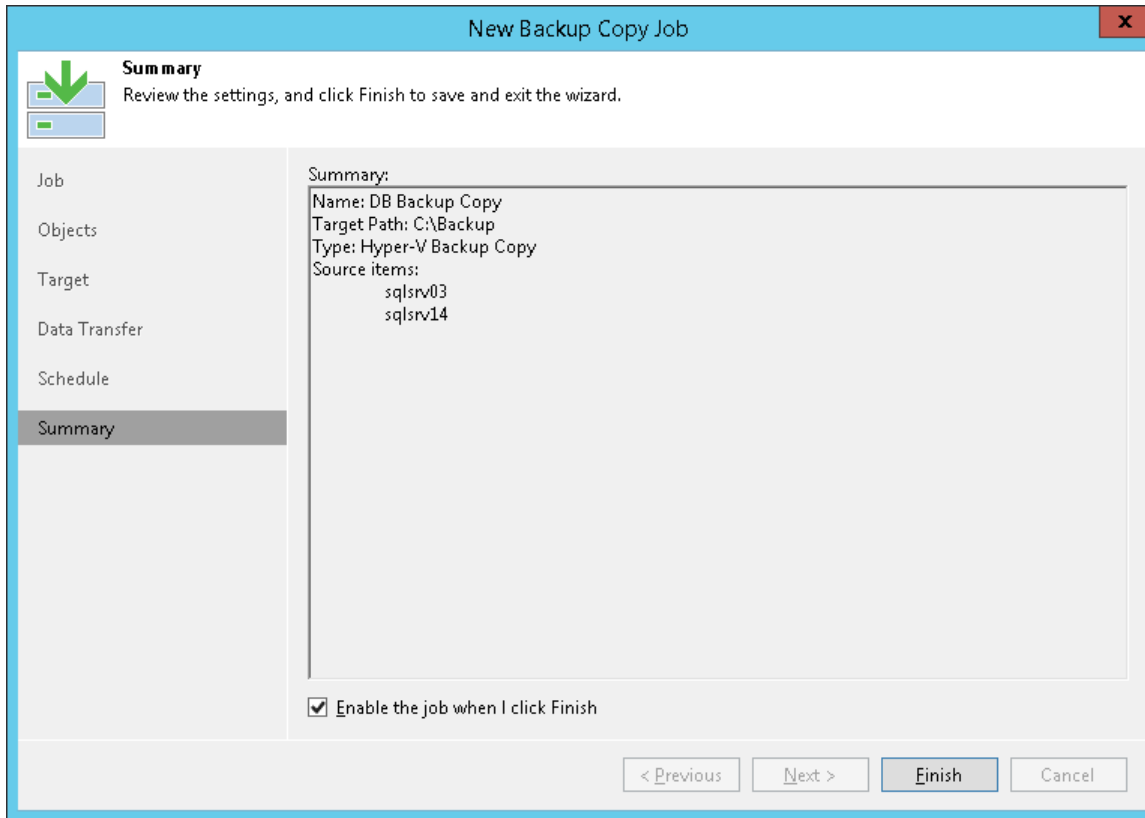 New Backup Copy Job
x
Summary
Review the settings, and click Finish to save and exit the wizard.
Job
Objects
Target
Data Transfer
Schedule
Summary
Summary:
Name: DB Backup Copy
Target Path: C:\Backup
Type: Hyper-V Backup Copy
Source items:
sqlsrv03
sqlsrv14
Enable the job when I click Finish
< Previous
Next >
Finish
Cancel